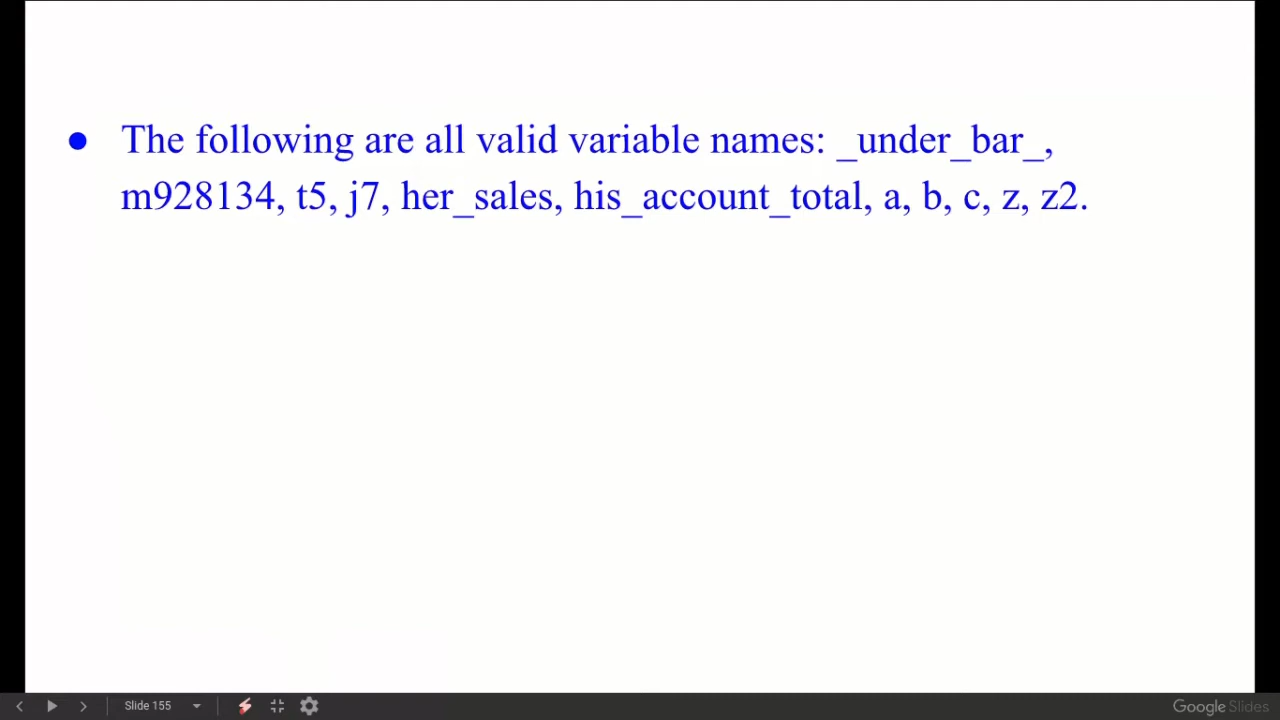 ● The following are all valid variable names: _under_bar_,
m928134, t5, j7, her_sales, his_account_total, a, b, c, z, z2.
Slide 155
Google Slides